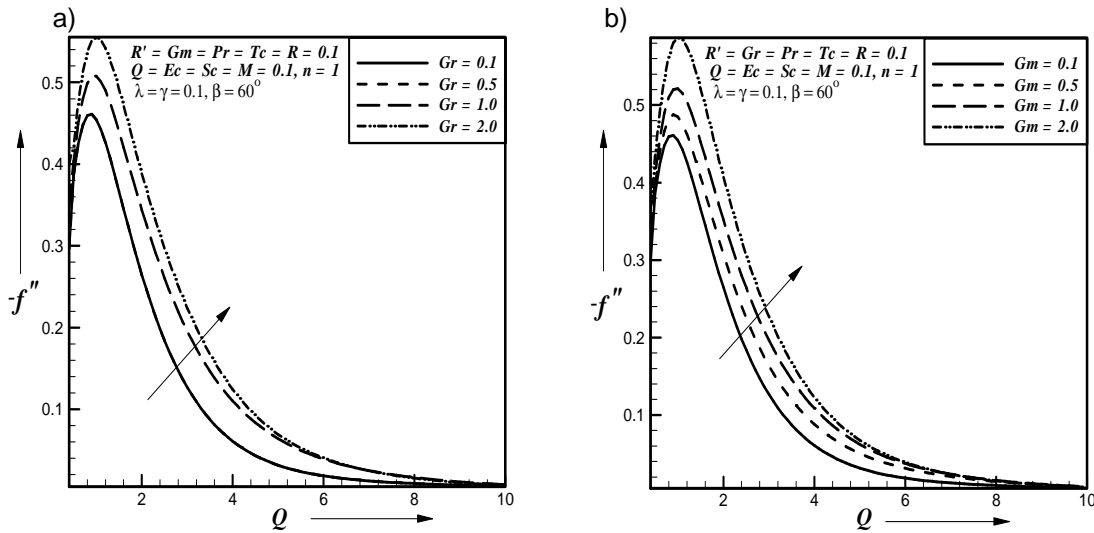 a)
R' = Gm = Pr = Tc = R = 0.1
Q = Ec = Sc = M = 0.1, n = 1
λ = γ = 0.1, β = 60°
Gr = 0.1
Gr = 0.5
Gr = 1.0
Gr = 2.0
0.5
0.4
0.3
0.2
0.1
-f''
2
4
6
8
10
Q
b)
R' = Gr = Pr = Tc = R = 0.1
Q = Ec = Sc = M = 0.1, n = 1
λ = γ = 0.1, β = 60°
Gm = 0.1
Gm = 0.5
Gm = 1.0
Gm = 2.0
0.5
0.4
0.3
0.2
0.1
-f''
2
4
6
8
10
Q